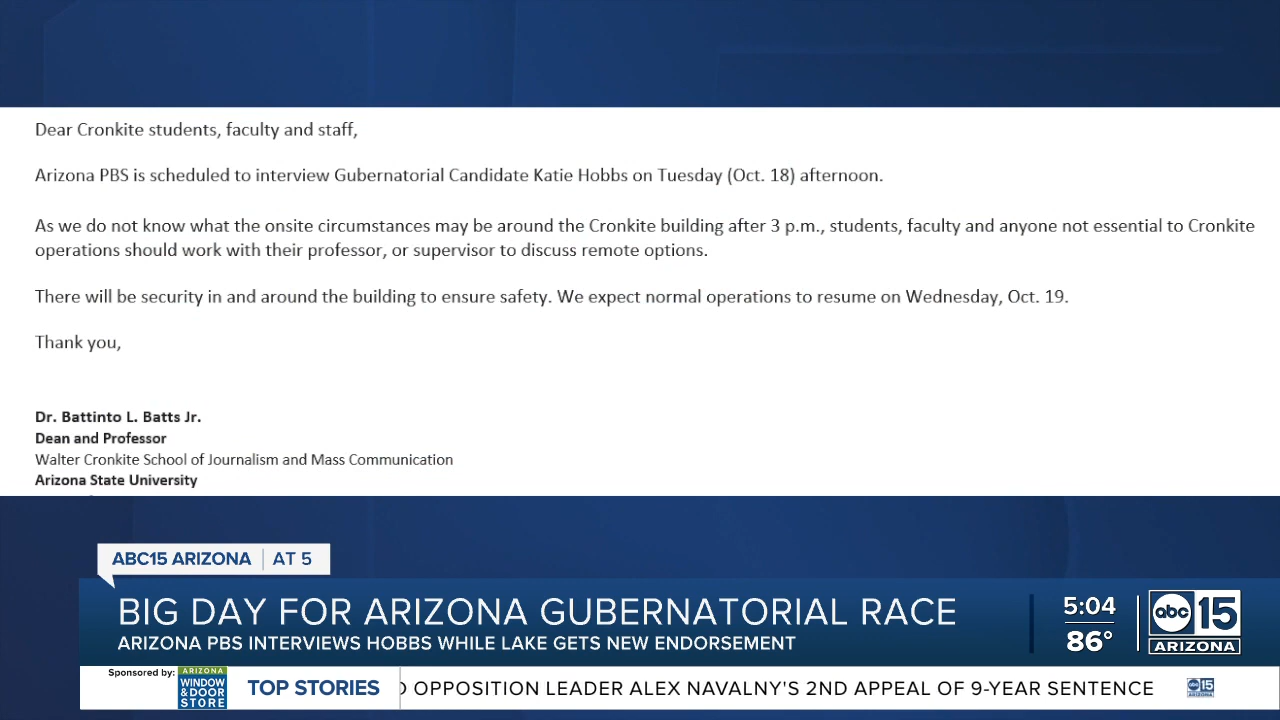 Dear Cronkite students, faculty and staff,
Arizona PBS is scheduled to interview Gubernatorial Candidate Katie Hobbs on Tuesday (Oct. 18) afternoon.
As we do not know what the onsite circumstances may be around the Cronkite building after 3 p.m., students, faculty and anyone not essential to Cronkite
operations should work with their professor, or supervisor to discuss remote options.
There will be security in and around the building to ensure safety. We expect normal operations to resume on Wednesday, Oct. 19.
Thank you,
Dr. Battinto L. Batts Jr.
Dean and Professor
Walter Cronkite School of Journalism and Mass Communication
Arizona State University
ABC15 ARIZONA | AT 5
BIG DAY FOR ARIZONA GUBERNATORIAL RACE
ARIZONA PBS INTERVIEWS HOBBS WHILE LAKE GETS NEW ENDORSEMENT
5:04
86°
abc 15
ARIZONA
Sponsored by:
ARIZONA
WINDOW
& DOOR
STORE
TOP STORIES
OPPOSITION LEADER ALEX NAVALNY'S 2ND APPEAL OF 9-YEAR SENTENCE
abc 15
ARIZONA